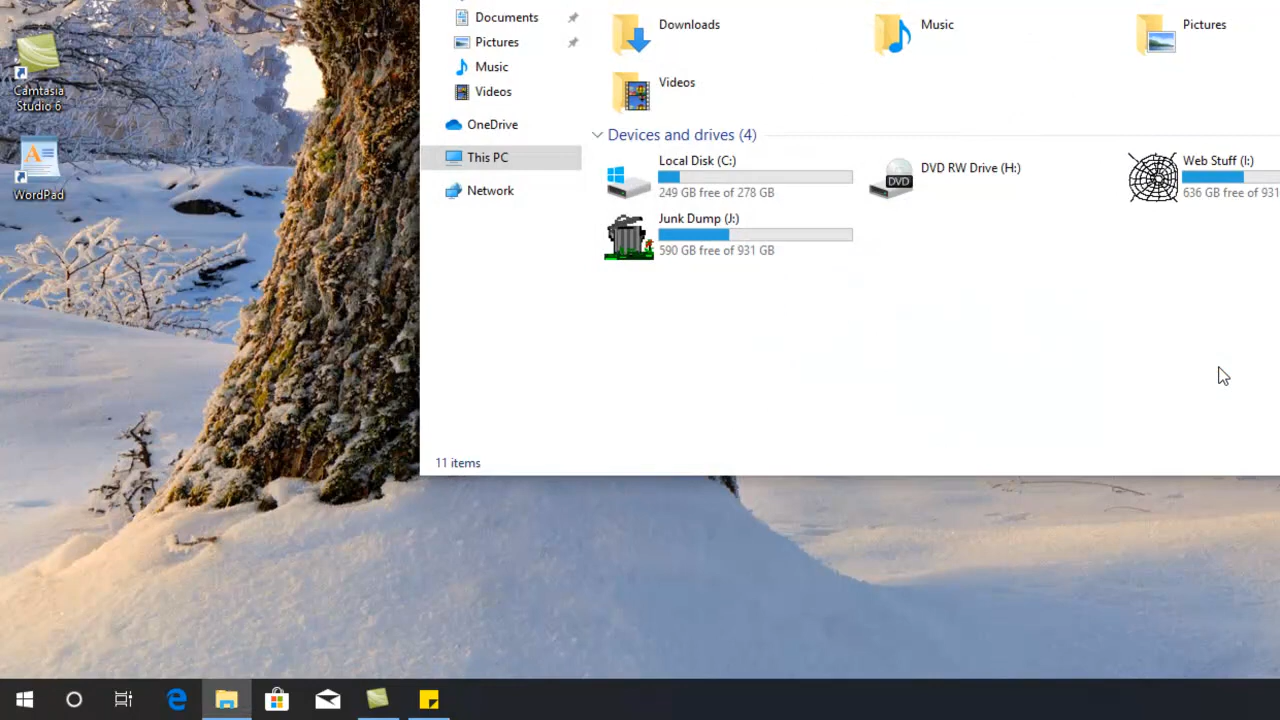 Camtasia
Studio 6
WordPad
Documents
Pictures
Music
Videos
OneDrive
This PC
Network
Downloads
Music
Pictures
Videos
Devices and drives (4)
Local Disk (C:)
249 GB free of 278 GB
DVD RW Drive (H:)
DVD
Web Stuff (I:)
636 GB free of 931
Junk Dump (J:)
590 GB free of 931 GB
11 items